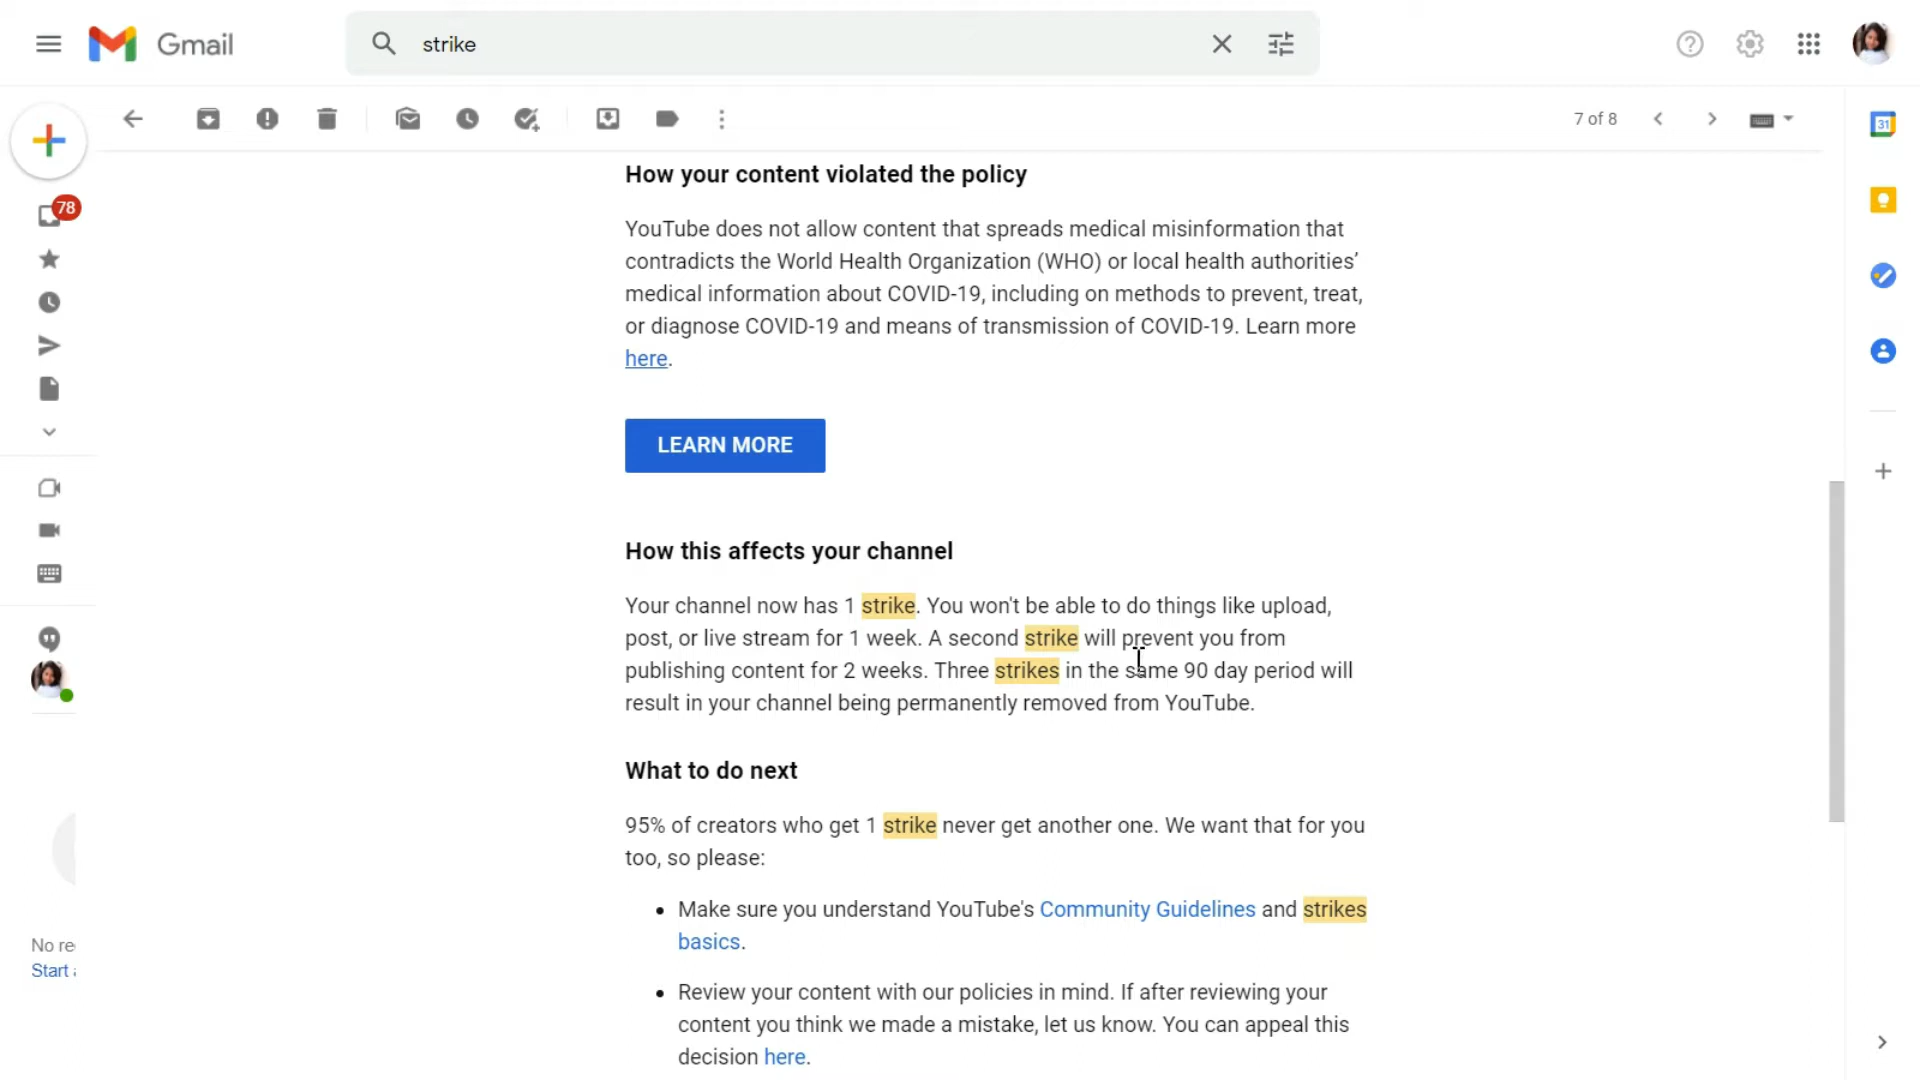 Gmail
strike
7 of 8
31
78
How your content violated the policy
YouTube does not allow content that spreads medical misinformation that
contradicts the World Health Organization (WHO) or local health authorities’
medical information about COVID-19, including on methods to prevent, treat,
or diagnose COVID-19 and means of transmission of COVID-19. Learn more
here.
LEARN MORE
How this affects your channel
Your channel now has 1 strike. You won't be able to do things like upload,
post, or live stream for 1 week. A second strike will prevent you from
publishing content for 2 weeks. Three strikes in the same 90 day period will
result in your channel being permanently removed from YouTube.
What to do next
95% of creators who get 1 strike never get another one. We want that for you
too, so please:
• Make sure you understand YouTube's Community Guidelines and strikes
basics.
• Review your content with our policies in mind. If after reviewing your
content you think we made a mistake, let us know. You can appeal this
decision here.
No re
Start